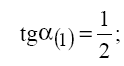 tgα(1) = 1/2;